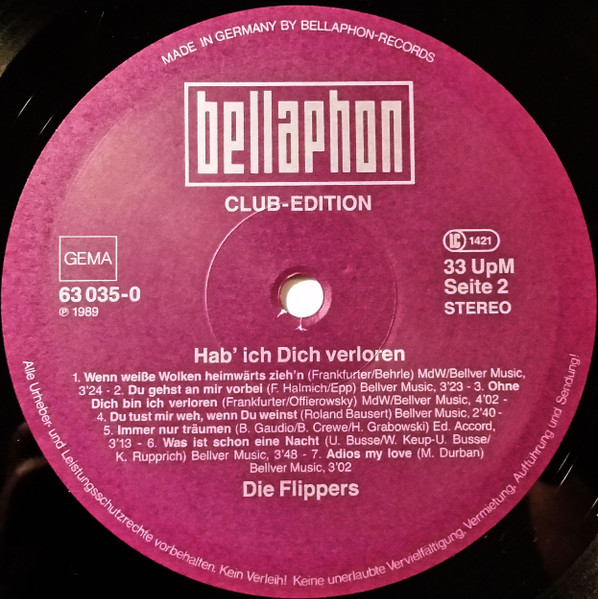 MADE IN GERMANY BY BELLAPHON-RECORDS
bellaphon
CLUB-EDITION
GEMA
63 035-0
℗ 1989
LC 1421
33 UpM
Seite 2
STEREO
Hab' ich Dich verloren
1. Wenn weiße Wolken heimwärts zieh'n (Frankfurter/Behrle) MdW/Bellver Music,
3'24 - 2. Du gehst an mir vorbei (F. Halmich/Epp) Bellver Music, 3'23 - 3. Ohne
Dich bin ich verloren (Frankfurter/Offierowsky) MdW/Bellver Music, 4'02 -
4. Du tust mir weh, wenn Du weinst (Roland Bausert) Bellver Music, 2'40 -
5. Immer nur träumen (B. Gaudio/B. Crewe/H. Grabowski) Ed. Accord,
3'13 - 6. Was ist schon eine Nacht (U. Busse/W. Keup-U. Busse/
K. Rupprich) Bellver Music, 3'48 - 7. Adios my love (M. Durban)
Bellver Music, 3'02
Die Flippers
Alle Urheber- und Leistungsschutzrechte vorbehalten. Kein Verleih! Keine unerlaubte Vervielfältigung, Vermietung, Aufführung und Sendung!